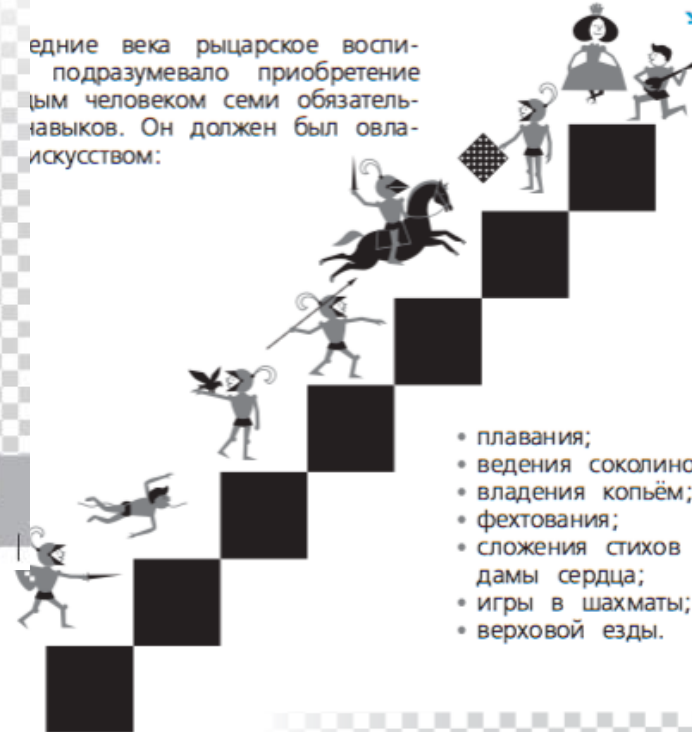 едние века рыцарское воспи-
подразумевало приобретение
дым человеком семи обязатель-
навыков. Он должен был овла-
искусством:
• плавания;
• ведения соколино
• владения копьём;
• фехтования;
• сложения стихов
дамы сердца;
• игры в шахматы;
• верховой езды.